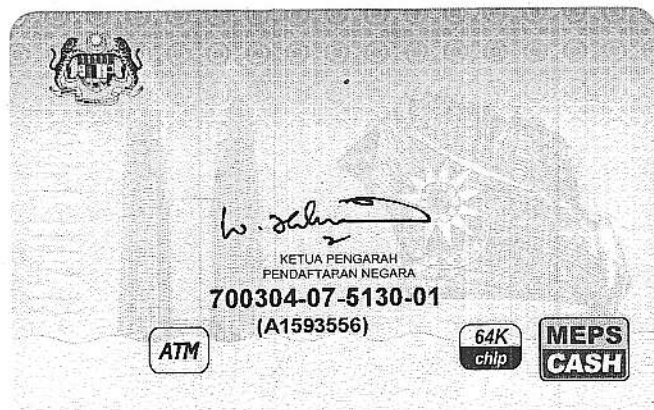 KETUA PENGARAH
PENDAFTARAN NEGARA
700304-07-5130-01
(A1593556)
ATM
64K
chip
MEPS
CASH